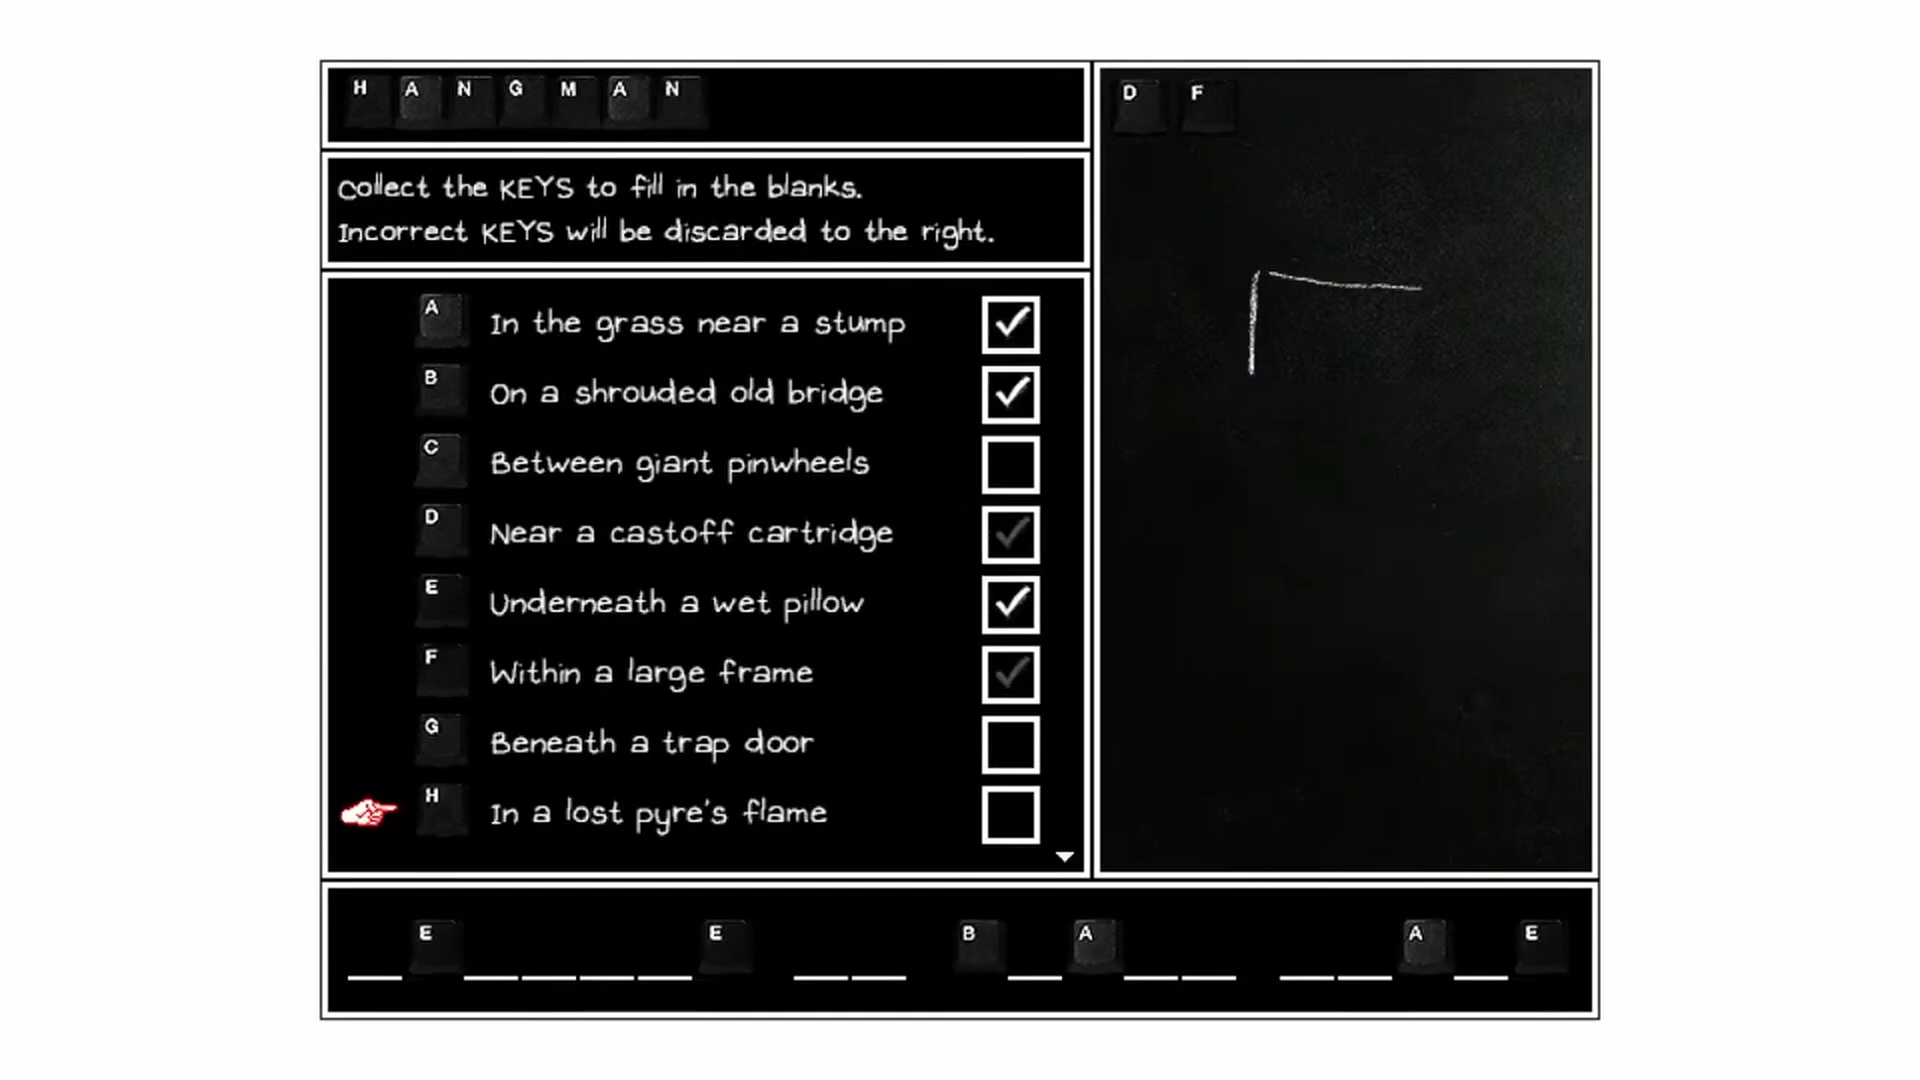 H A N G M A N
Collect the KEYS to fill in the blanks.
Incorrect KEYS will be discarded to the right.
A In the grass near a stump
B On a shrouded old bridge
C Between giant pinwheels
D Near a castoff cartridge
E Underneath a wet pillow
F Within a large frame
G Beneath a trap door
H In a lost pyre's flame
D F
_ E _ _ _ _ E _ _ B _ A _ _ _ _ A _ E